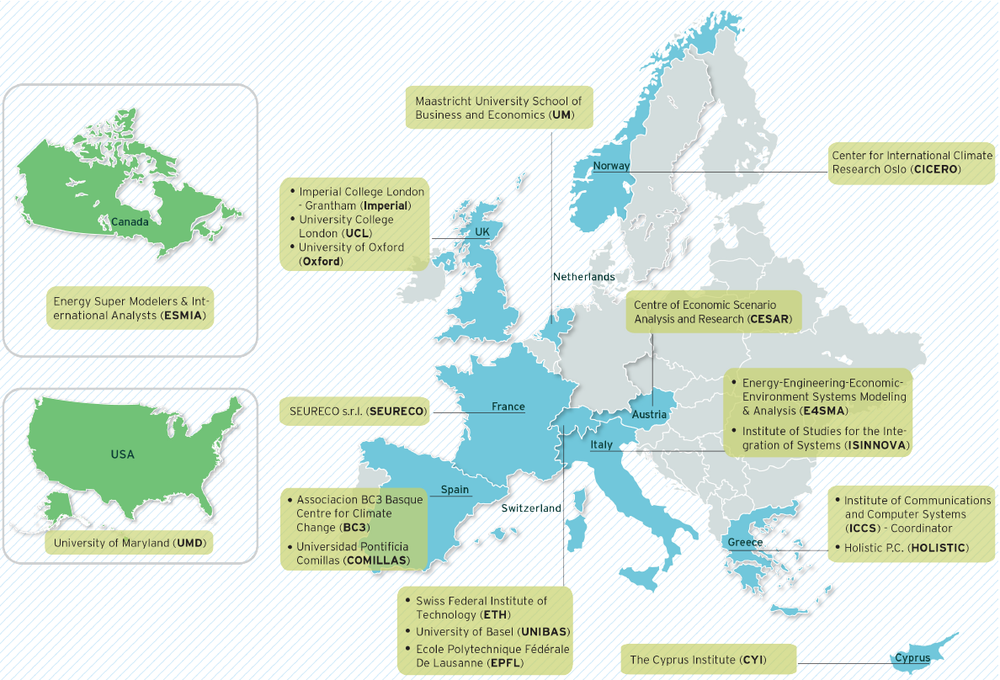 Maastricht University School of
Business and Economics (UM)
Norway
Center for International Climate
Research Oslo (CICERO)
Canada
Energy Super Modelers & Int-
ernational Analysts (ESMIA)
• Imperial College London
- Grantham (Imperial)
• University College
London (UCL)
• University of Oxford
(Oxford)
UK
Netherlands
Centre of Economic Scenario
Analysis and Research (CESAR)
SEURECO s.r.l. (SEURECO)
France
Austria
• Energy-Engineering-Economic-
Environment Systems Modeling
& Analysis (E4SMA)
• Institute of Studies for the Inte-
gration of Systems (ISINNOVA)
Italy
USA
University of Maryland (UMD)
Spain
• Associacion BC3 Basque
Centre for Climate
Change (BC3)
• Universidad Pontificia
Comillas (COMILLAS)
Switzerland
Greece
• Institute of Communications
and Computer Systems
(ICCS) - Coordinator
• Holistic P.C. (HOLISTIC)
• Swiss Federal Institute of
Technology (ETH)
• University of Basel (UNIBAS)
• Ecole Polytechnique Fédérale
De Lausanne (EPFL)
The Cyprus Institute (CYI)
Cyprus